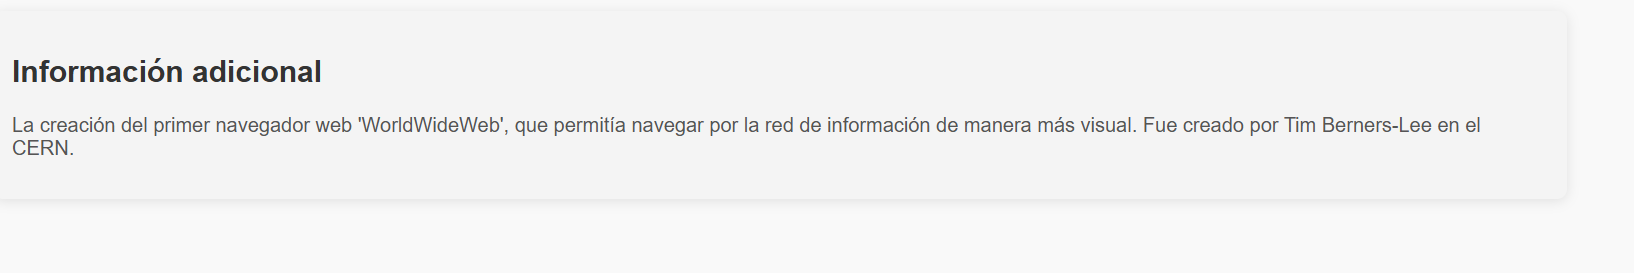 Información adicional
La creación del primer navegador web 'WorldWideWeb', que permitía navegar por la red de información de manera más visual. Fue creado por Tim Berners-Lee en el
CERN.